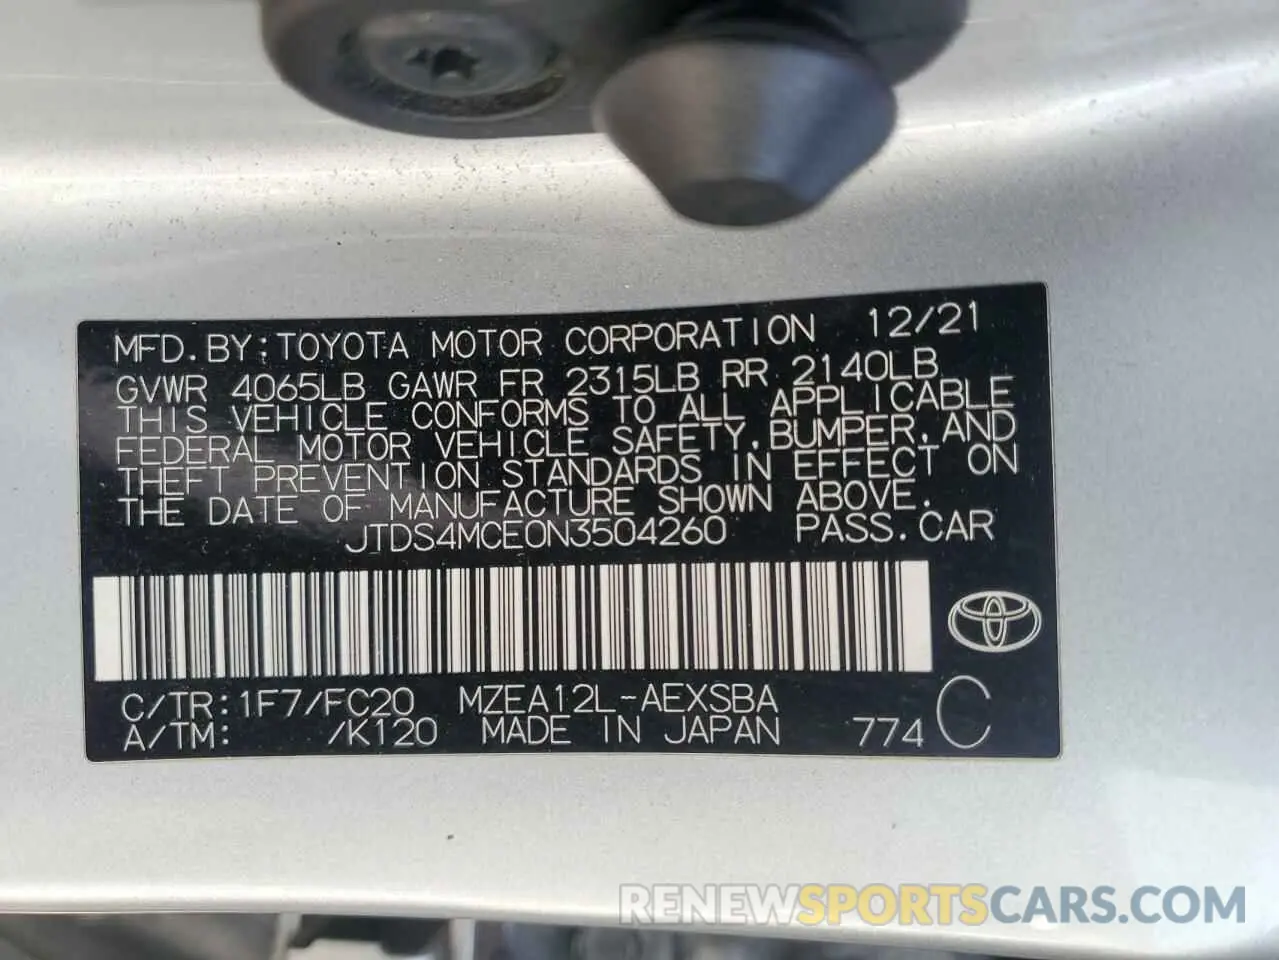 MFD. BY: TOYOTA MOTOR CORPORATION 12/21
GVWR 4065LB GAWR FR 2315LB RR 2140LB
THIS VEHICLE CONFORMS TO ALL APPLICABLE
FEDERAL MOTOR VEHICLE SAFETY, BUMPER, AND
THEFT PREVENTION STANDARDS IN EFFECT ON
THE DATE OF MANUFACTURE SHOWN ABOVE.
JTDS4MCE0N3504260 PASS. CAR
C/TR: 1F7/FC20 MZEA12L-AEXSBA C
A/TM: /K120 MADE IN JAPAN 774
RENEWSPORTSCARS.COM